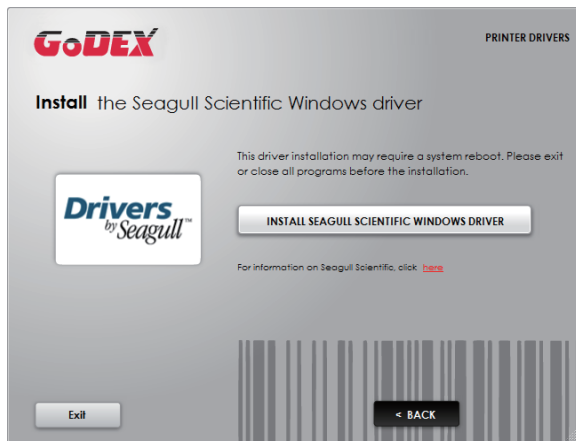 GoDEX
PRINTER DRIVERS
Install the Seagull Scientific Windows driver
This driver installation may require a system reboot. Please exit
or close all programs before the installation.
Drivers
by Seagull™
INSTALL SEAGULL SCIENTIFIC WINDOWS DRIVER
For information on Seagull Scientific, click here
Exit
< BACK